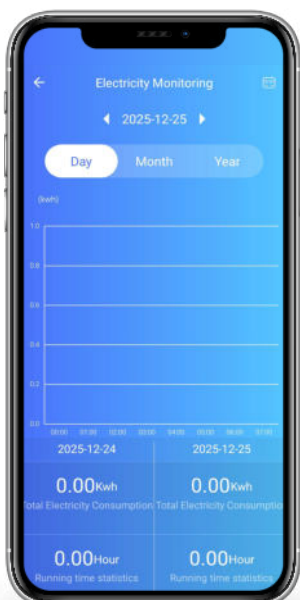 Electricity Monitoring
2025-12-25
Day Month Year
(kwh)
1.0
0.8
0.6
0.4
0.2
0.0
00:00 01:00 02:00 03:00 04:00 05:00 06:00 07:00
2025-12-24 2025-12-25
0.00Kwh 0.00Kwh
Total Electricity Consumption Total Electricity Consumptio
0.00Hour 0.00Hour
Running time statistics Running time statistics